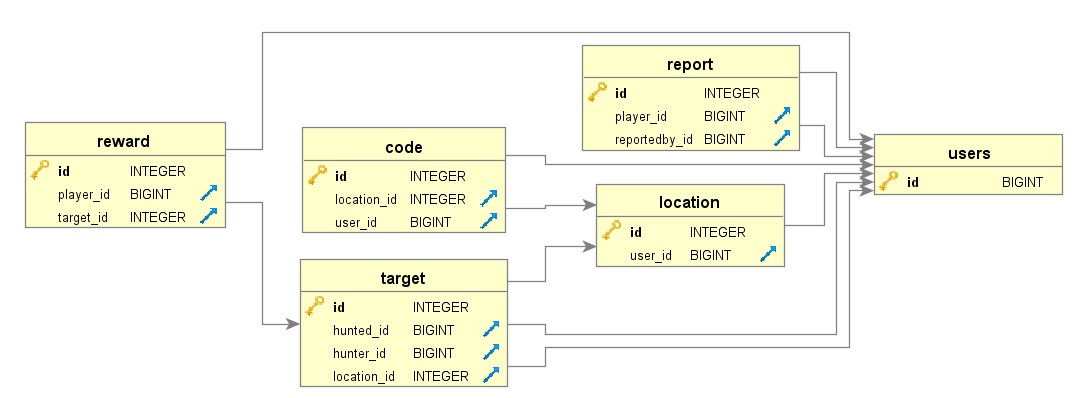 reward
id INTEGER
player_id BIGINT
target_id INTEGER
code
id INTEGER
location_id INTEGER
user_id BIGINT
target
id INTEGER
hunted_id BIGINT
hunter_id BIGINT
location_id INTEGER
report
id INTEGER
player_id BIGINT
reportedby_id BIGINT
location
id INTEGER
user_id BIGINT
users
id BIGINT